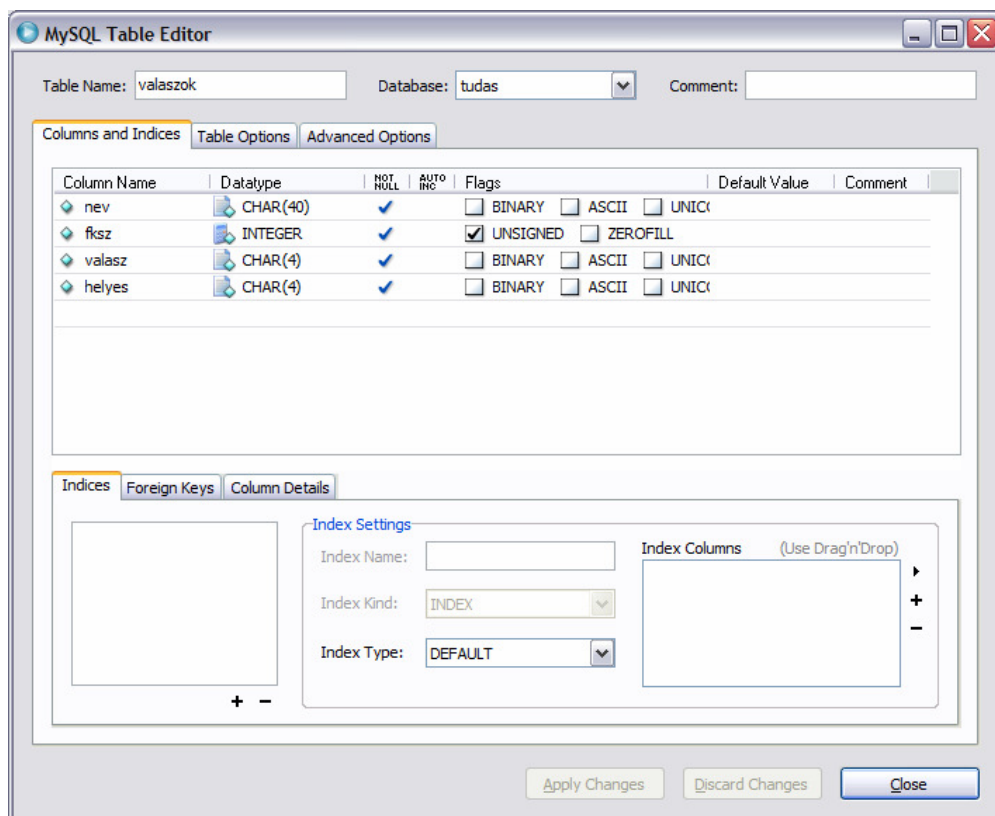 MySQL Table Editor
Table Name: valaszok Database: tudas Comment:
Columns and Indices Table Options Advanced Options
Column Name Datatype NOT NULL AUTO INC Flags Default Value Comment
nev CHAR(40) BINARY ASCII UNIC
fksz INTEGER UNSIGNED ZEROFILL
valasz CHAR(4) BINARY ASCII UNIC
helyes CHAR(4) BINARY ASCII UNIC
Indices Foreign Keys Column Details
Index Settings
Index Name: Index Columns (Use Drag'n'Drop)
Index Kind: INDEX
Index Type: DEFAULT
Apply Changes Discard Changes Close